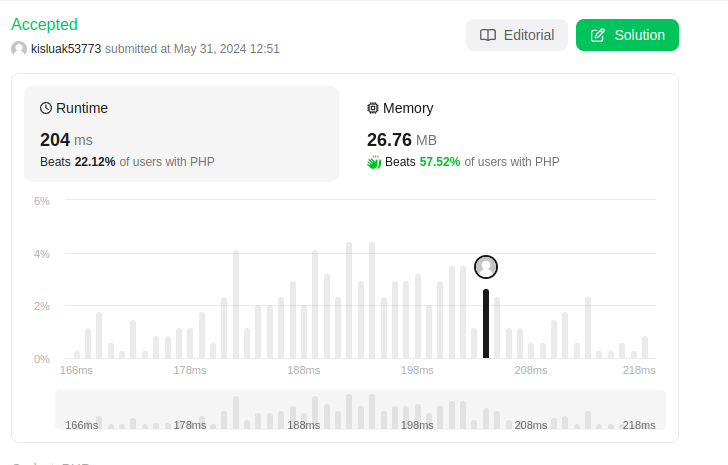 Accepted
kisluak53773 submitted at May 31, 2024 12:51
Editorial
Solution
Runtime
204 ms
Beats 22.12% of users with PHP
Memory
26.76 MB
Beats 57.52% of users with PHP
6%
4%
2%
0%
166ms 178ms 188ms 198ms 208ms 218ms
166ms 178ms 188ms 198ms 208ms 218ms